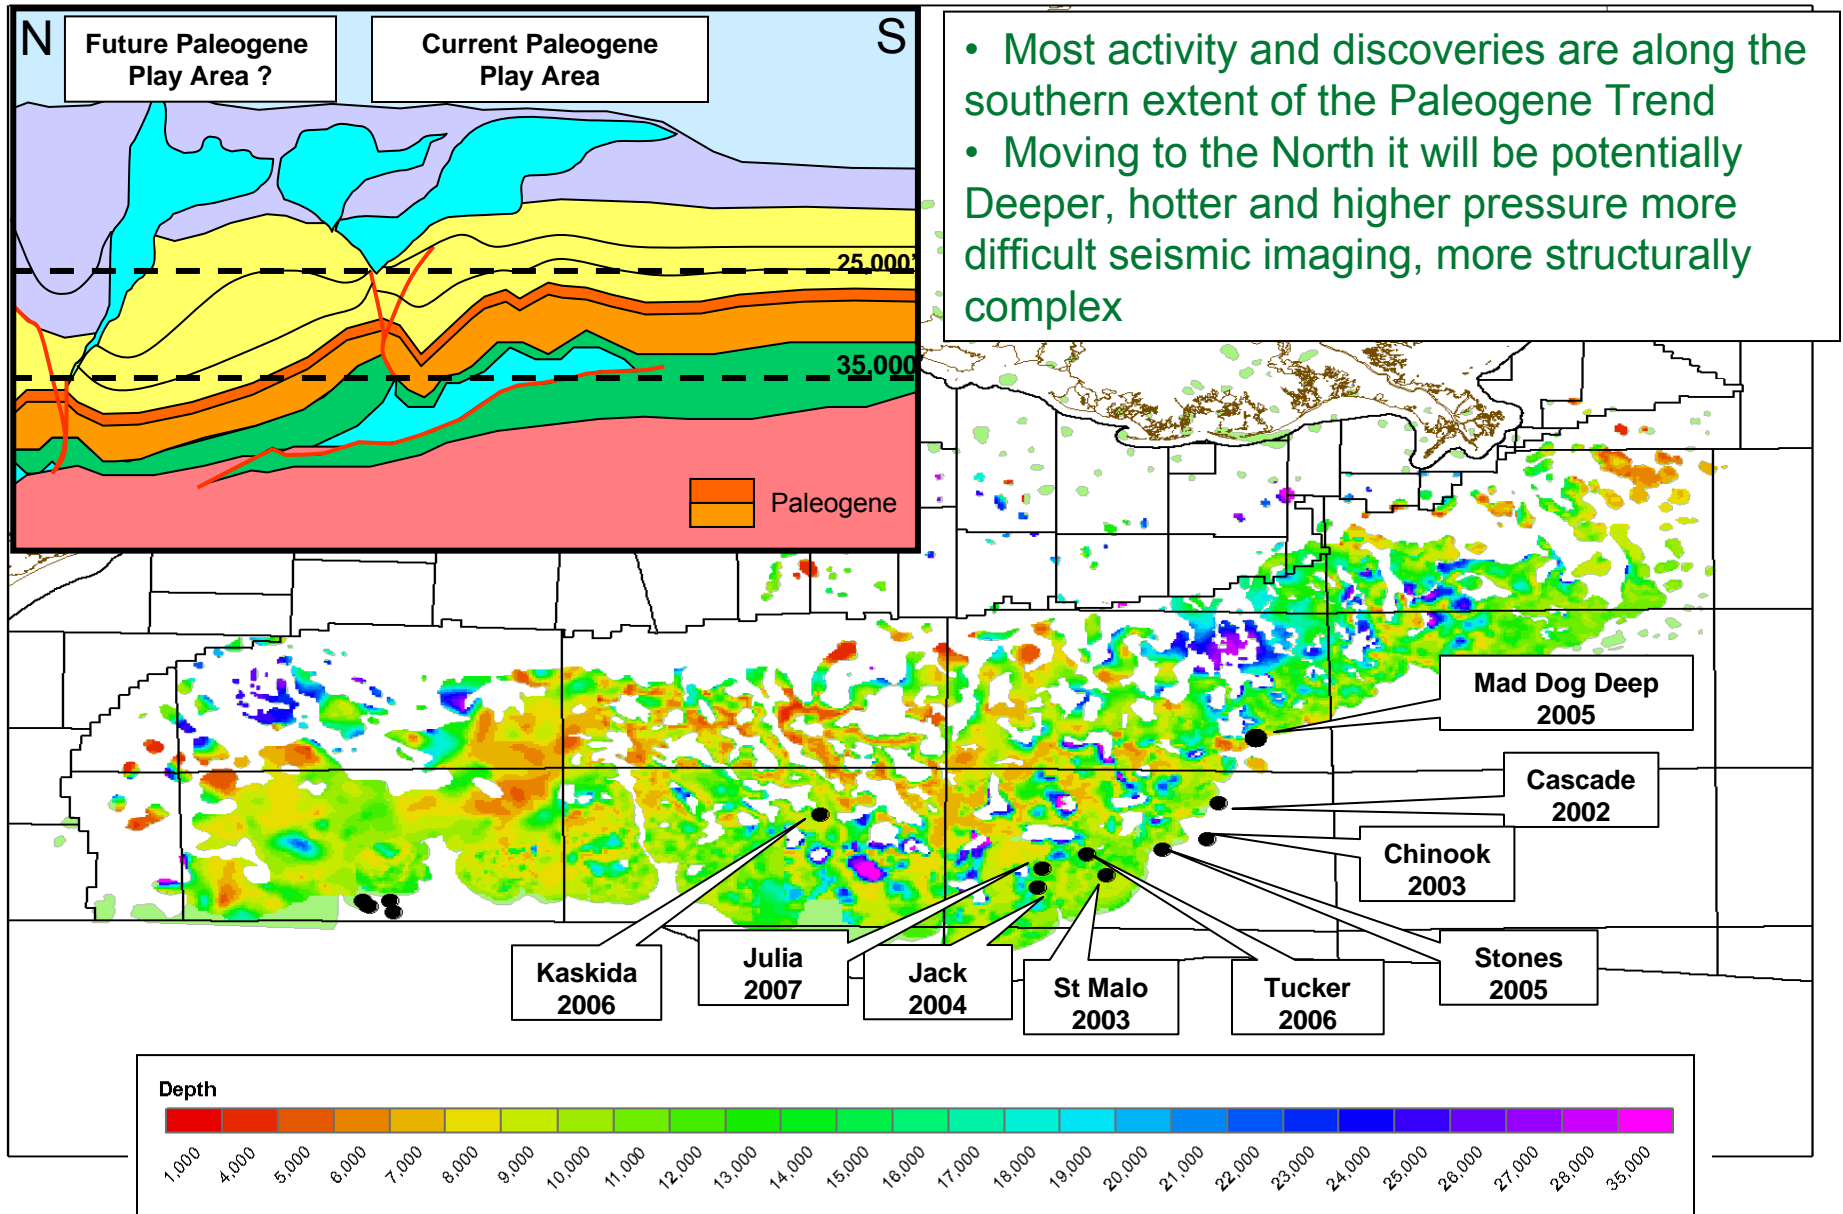 N
Future Paleogene
Play Area ?
Current Paleogene
Play Area
S
• Most activity and discoveries are along the
southern extent of the Paleogene Trend
• Moving to the North it will be potentially
Deeper, hotter and higher pressure more
difficult seismic imaging, more structurally
complex
25,000'
35,000'
Paleogene
Mad Dog Deep
2005
Cascade
2002
Chinook
2003
Kaskida
2006
Julia
2007
Jack
2004
St Malo
2003
Tucker
2006
Stones
2005
Depth
1,000
4,000
5,000
6,000
7,000
8,000
9,000
10,000
11,000
12,000
13,000
14,000
15,000
16,000
17,000
18,000
19,000
20,000
21,000
22,000
23,000
24,000
25,000
26,000
27,000
28,000
35,000